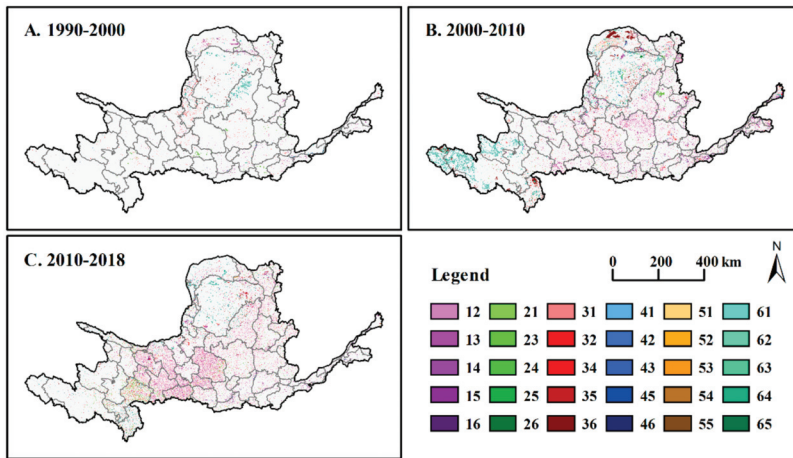 A. 1990-2000
B. 2000-2010
C. 2010-2018
N
0 200 400 km
Legend
12 21 31 41 51 61
13 23 32 42 52 62
14 24 34 43 53 63
15 25 35 45 54 64
16 26 36 46 55 65